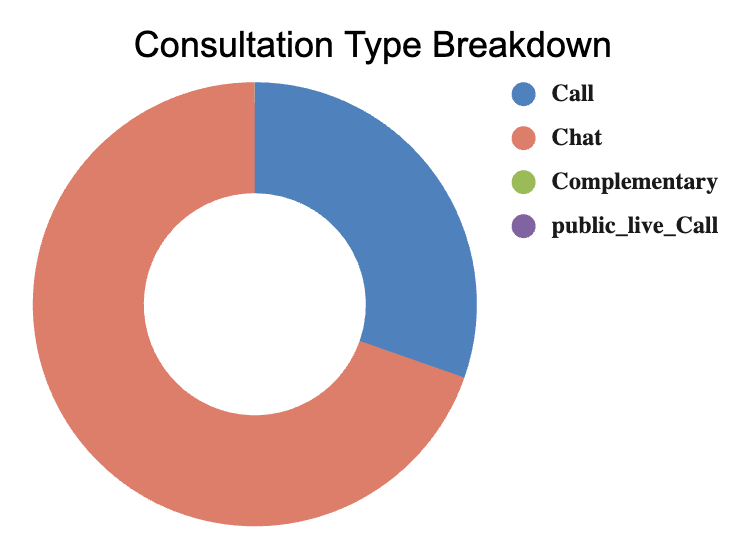 Consultation Type Breakdown
Call
Chat
Complementary
public_live_Call